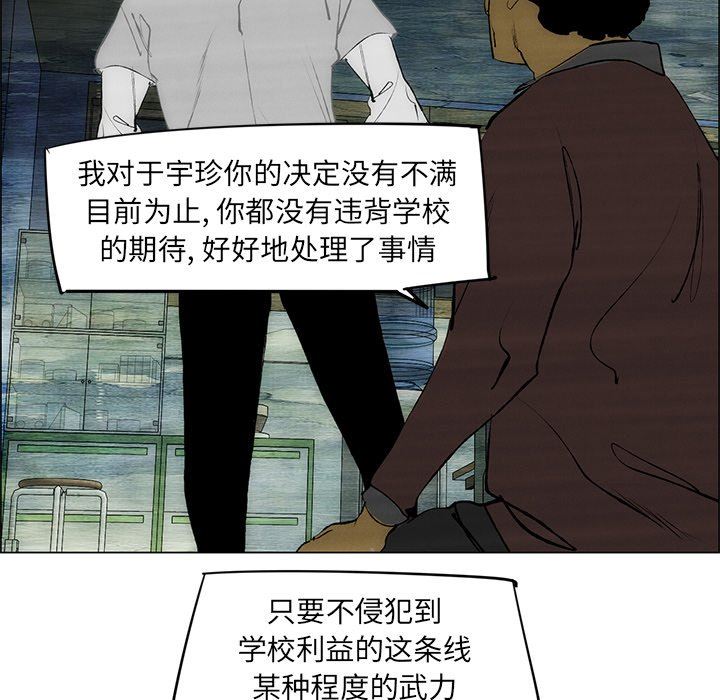 我对于宇珍你的决定没有不满
目前为止, 你都没有违背学校
的期待, 好好地处理了事情
只要不侵犯到
学校利益的这条线
某种程度的武力